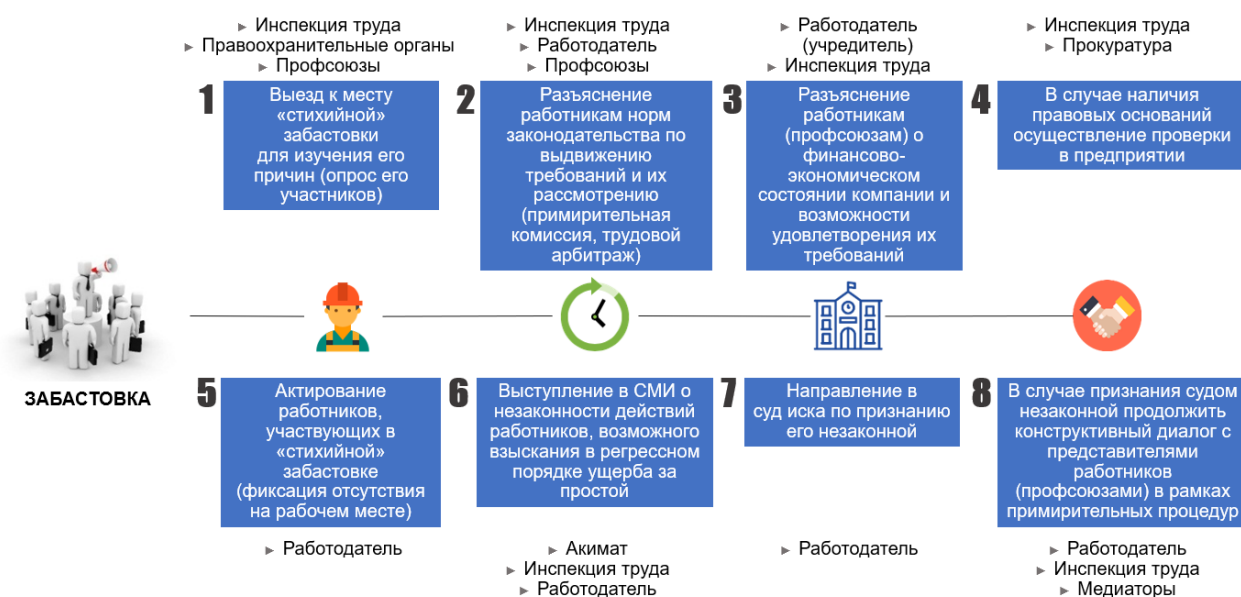 ► Инспекция труда
► Правоохранительные органы
► Профсоюзы
1
Выезд к месту
«стихийной»
забастовки
для изучения его
причин (опрос его
участников)
► Инспекция труда
► Работодатель
► Профсоюзы
2
Разъяснение
работникам норм
законодательства по
выдвижению
требований и их
рассмотрению
(примирительная
комиссия, трудовой
арбитраж)
► Работодатель
(учредитель)
► Инспекция труда
3
Разъяснение
работникам
(профсоюзам) о
финансово-
экономическом
состоянии компании и
возможности
удовлетворения их
требований
► Инспекция труда
► Прокуратура
4
В случае наличия
правовых оснований
осуществление проверки
в предприятии
ЗАБАСТОВКА
5
Актирование
работников,
участвующих в
«стихийной»
забастовке
(фиксация отсутствия
на рабочем месте)
► Работодатель
6
Выступление в СМИ о
незаконности действий
работников, возможного
взыскания в регрессном
порядке ущерба за
простой
► Акимат
► Инспекция труда
► Работодатель
7
Направление в
суд иска по признанию
его незаконной
► Работодатель
8
В случае признания судом
незаконной продолжить
конструктивный диалог с
представителями
работников
(профсоюзами) в рамках
примирительных процедур
► Работодатель
► Инспекция труда
► Медиаторы